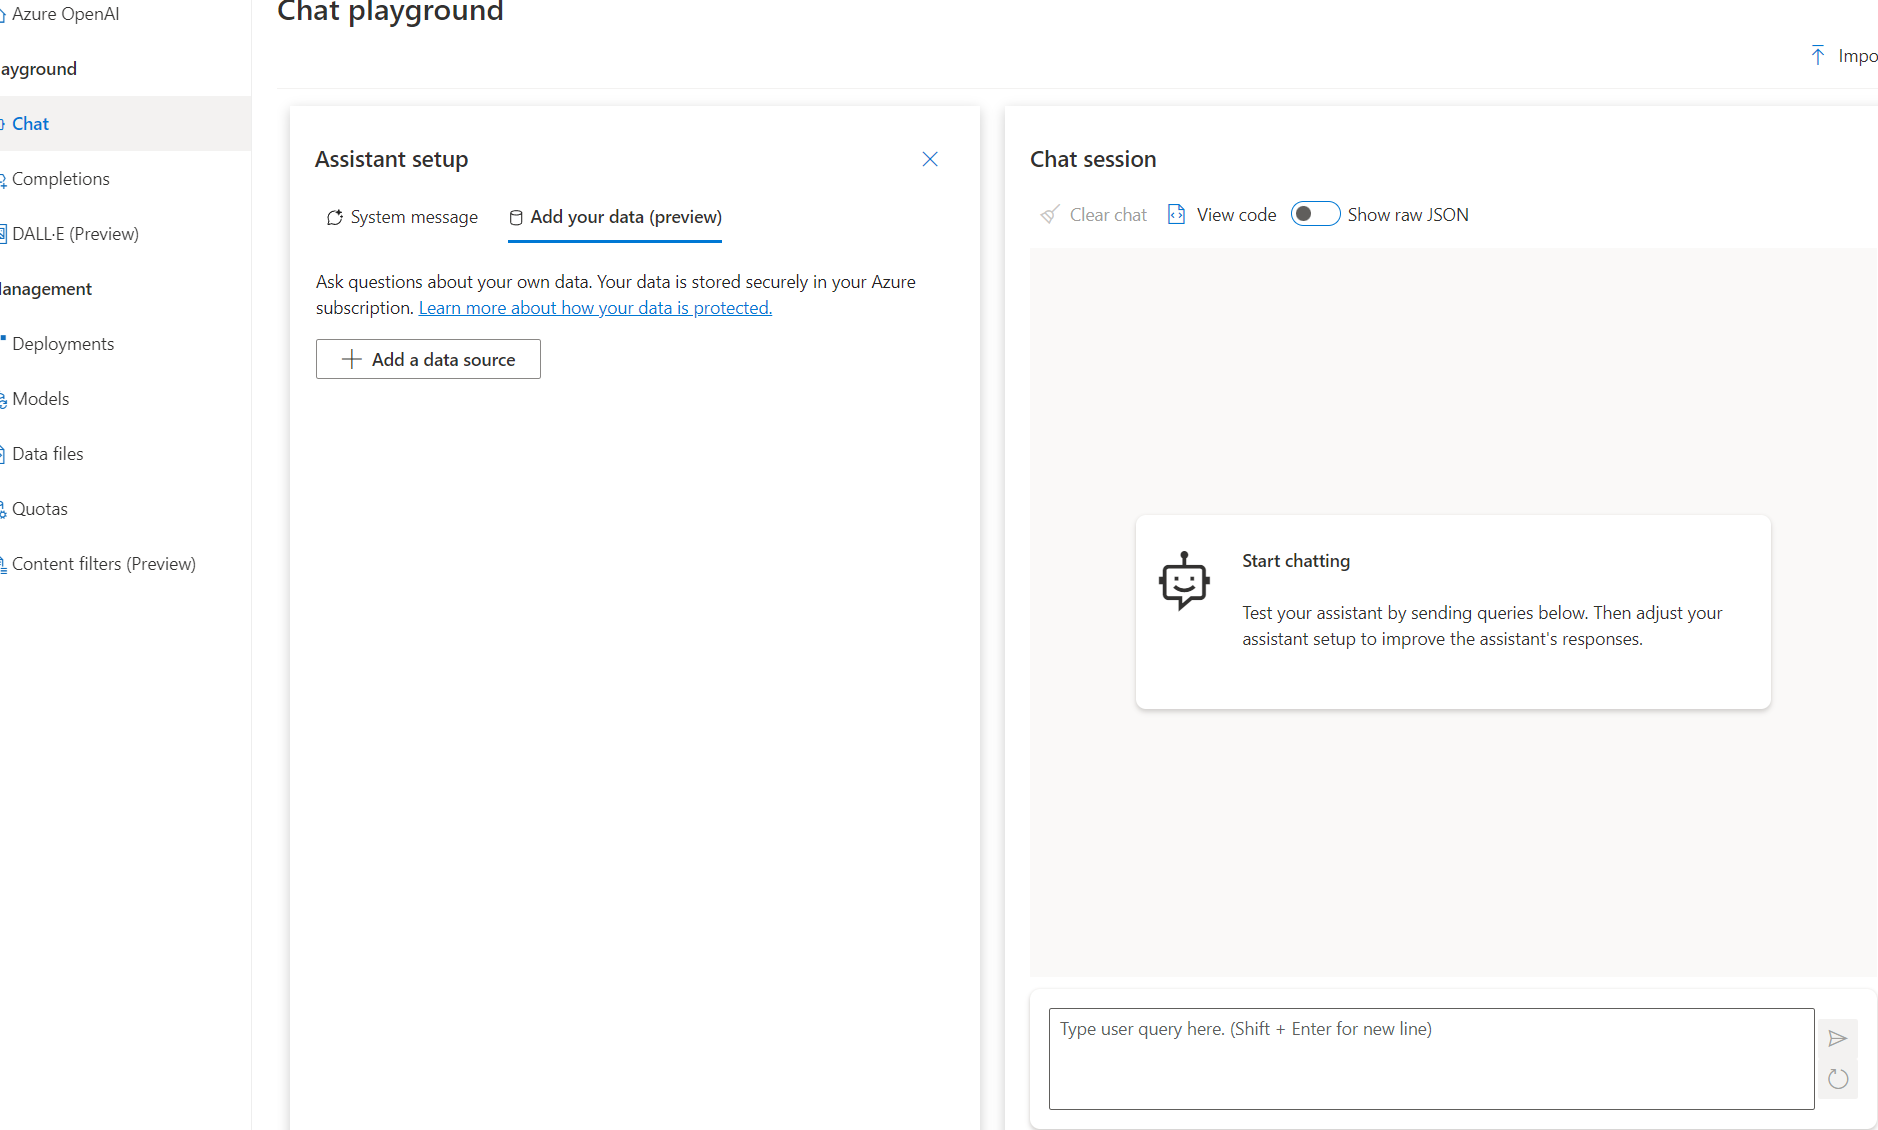 Azure OpenAI
ayground
Chat
Completions
DALL·E (Preview)
anagement
Deployments
Models
Data files
Quotas
Content filters (Preview)
Chat playground
Impo
Assistant setup
System message
Add your data (preview)
Ask questions about your own data. Your data is stored securely in your Azure
subscription. Learn more about how your data is protected.
Add a data source
Chat session
Clear chat
View code
Show raw JSON
Start chatting
Test your assistant by sending queries below. Then adjust your
assistant setup to improve the assistant's responses.
Type user query here. (Shift + Enter for new line)